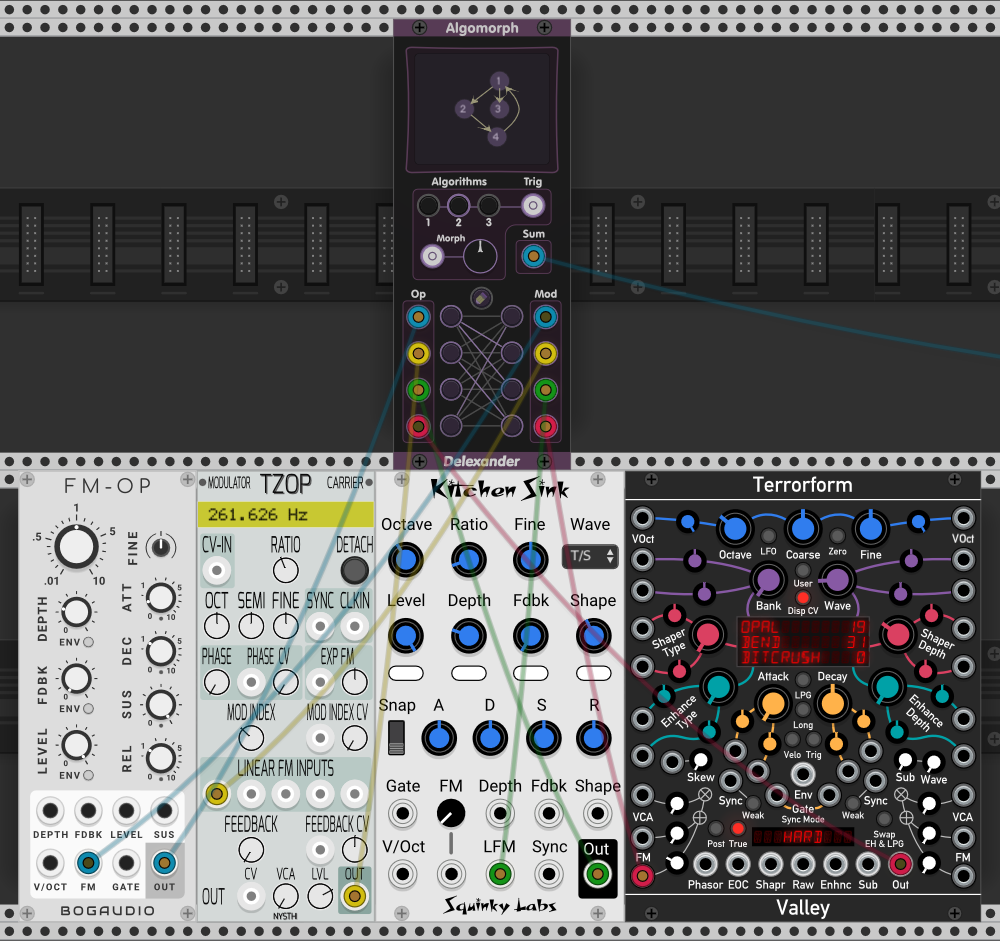 Algomorph
1
2
3
4
Algorithms Trig
1 2 3
Morph Sum
Op Mod
Delexander
FM-OP
1
.5 5
.01 10
FINE
DEPTH
ENV
ATT
FDBK
ENV
DEC
LEVEL
ENV
SUS
REL
0 1 5
0 10
DEPTH FDBK LEVEL SUS
V/OCT FM GATE OUT
BOGAUDIO
MODULATOR TZOP CARRIER
261.626 Hz
CV-IN RATIO DETACH
OCT SEMI FINE SYNC CLKIN
PHASE PHASE CV EXP FM
MOD INDEX MOD INDEX CV
LINEAR FM INPUTS
FEEDBACK FEEDBACK CV
CV VCA LVL OUT
OUT
NYSTHI
Kitchen Sink
Octave Ratio Fine Wave
T/S
Level Depth Fdbk Shape
Snap A D S R
Gate FM Depth Fdbk Shape
V/Oct LFM Sync Out
Squinky Labs
Terrorform
VOct Octave LFO Coarse Zero Fine VOct
User
Bank Disp CV Wave
Shaper Type
OPAL 19
BEND 3 1
BITCRUSH 0
Shaper Depth
Attack Decay
LPG
Enhance Type
Long
Enhance Depth
Velo Trig
Skew Env Sub Wave
Sync Gate Sync
Weak Sync Mode Weak
VCA VCA
Post True HARD Swap EH & LPG
FM FM
Phasor EOC Shapr Raw Enhnc Sub Out
Valley